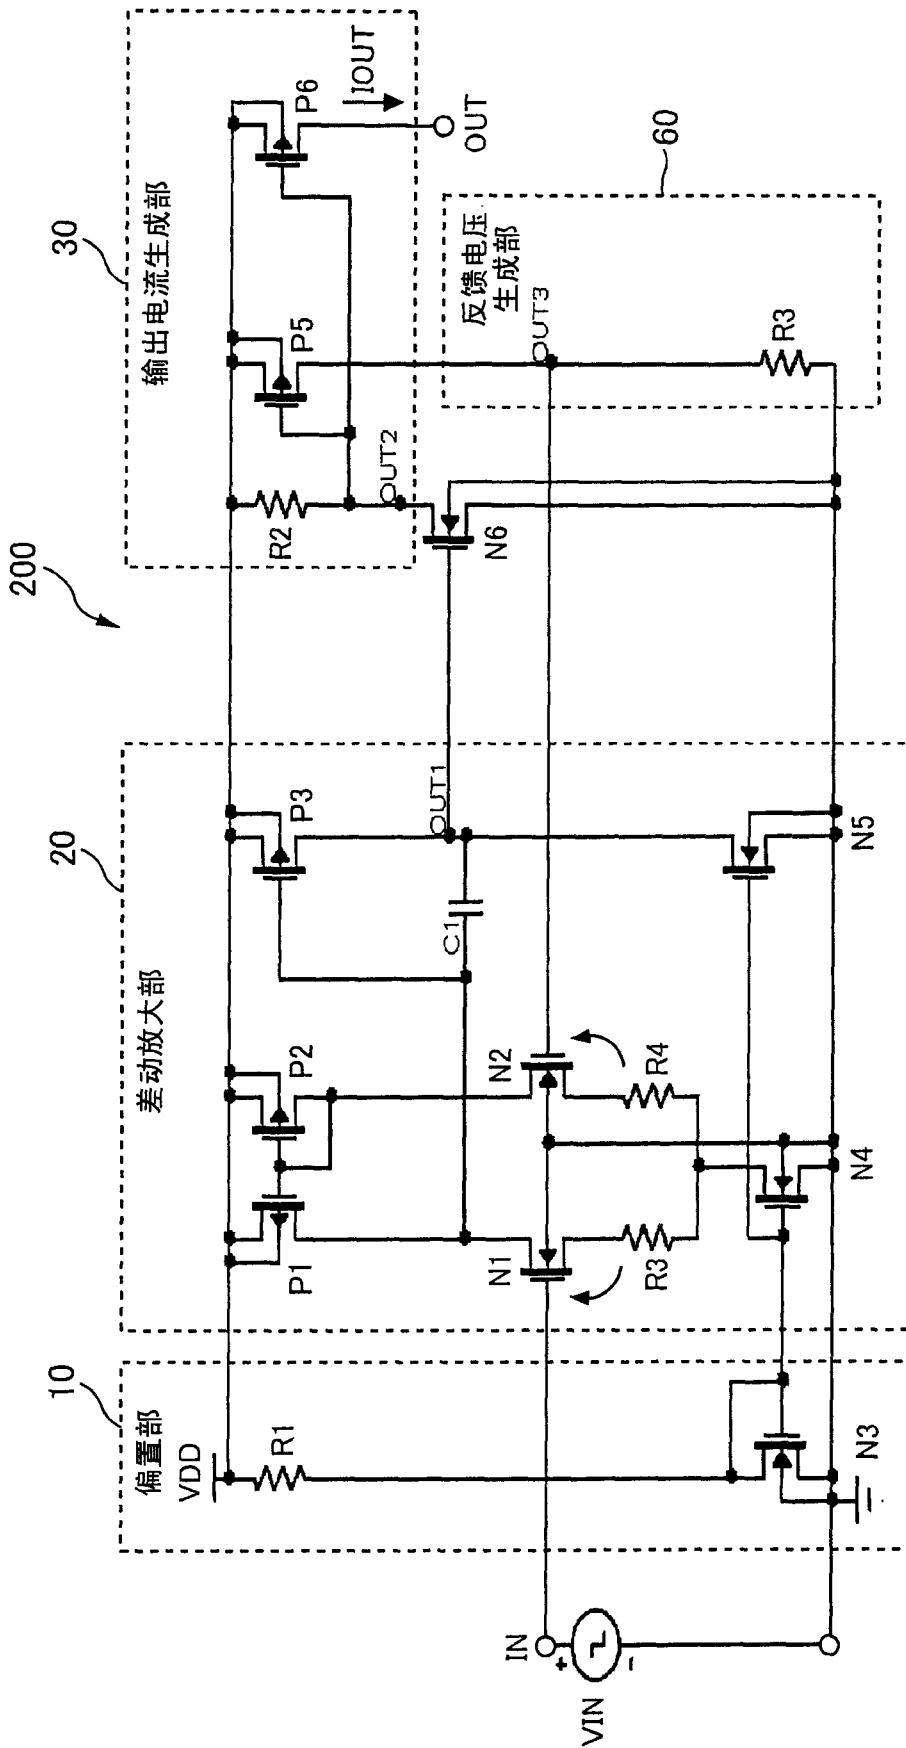 200
10
偏置部
VDD
R1
N3
IN
+
-
VIN
20
差动放大部
P1
P2
P3
C1
OUT1
N1
N2
R3
R4
N4
N5
30
输出电流生成部
R2
P5
P6
IOUT
OUT
OUT2
N6
60
反馈电压
生成部
OUT3
R3